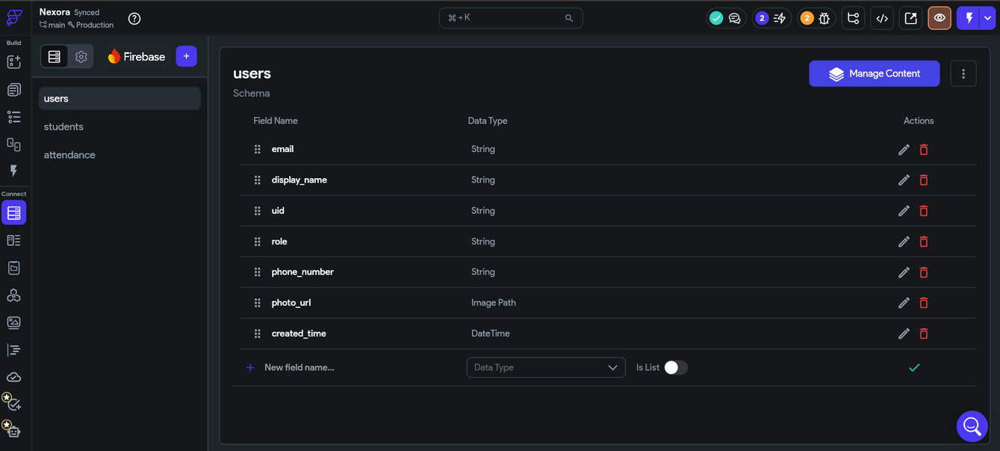 Nexora Synced
main Production
⌘+K
2
2
Build
Firebase
+
users
students
attendance
Connect
users
Schema
Manage Content
Field Name Data Type Actions
email String
display_name String
uid String
role String
phone_number String
photo_url Image Path
created_time DateTime
+ New field name... Data Type Is List